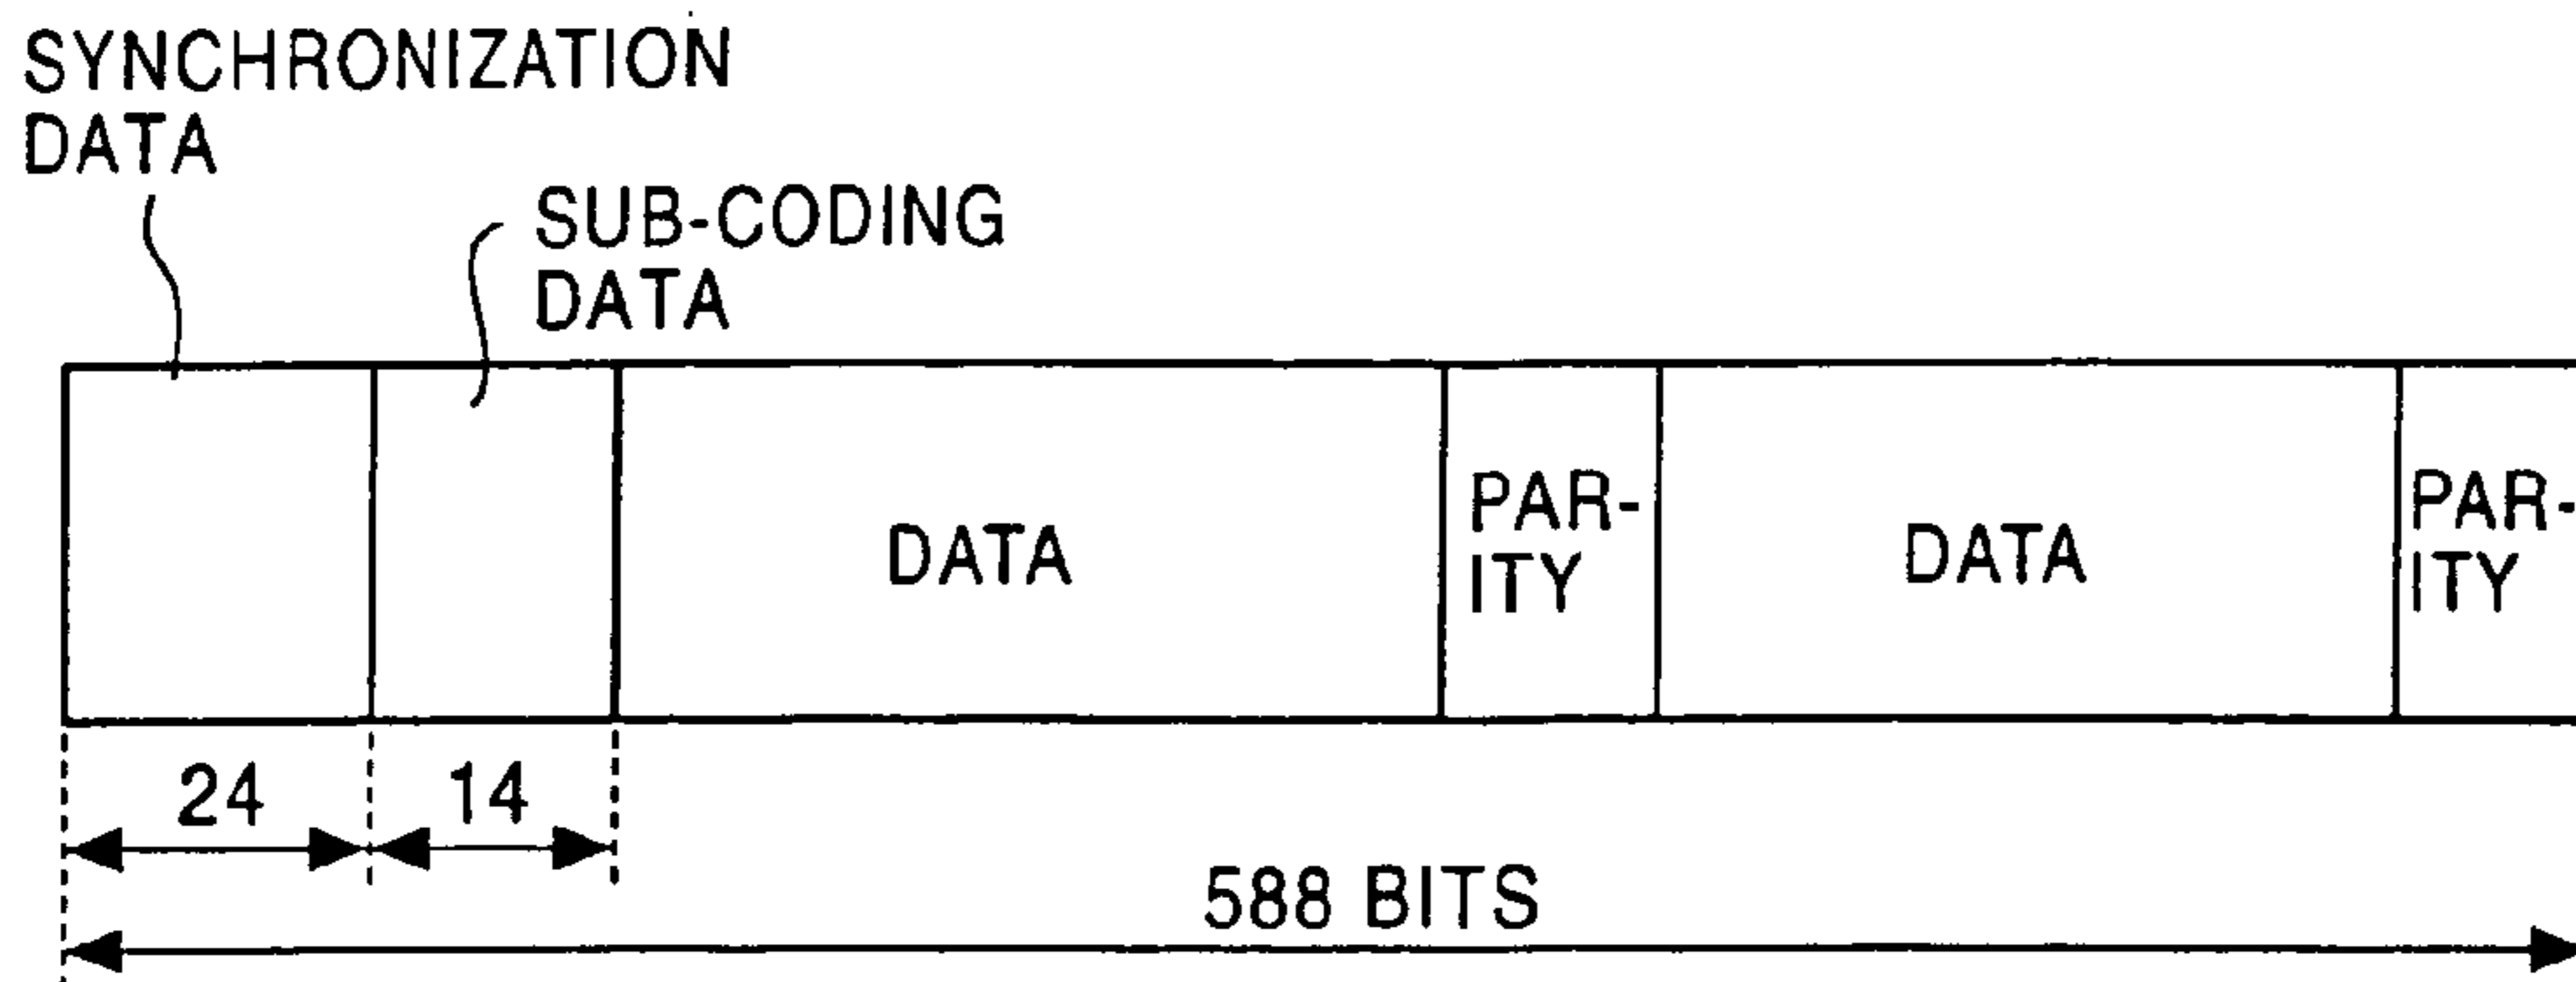 SYNCHRONIZATION
DATA
SUB-CODING
DATA
DATA
PAR-
ITY
DATA
PAR-
ITY
24
14
588 BITS